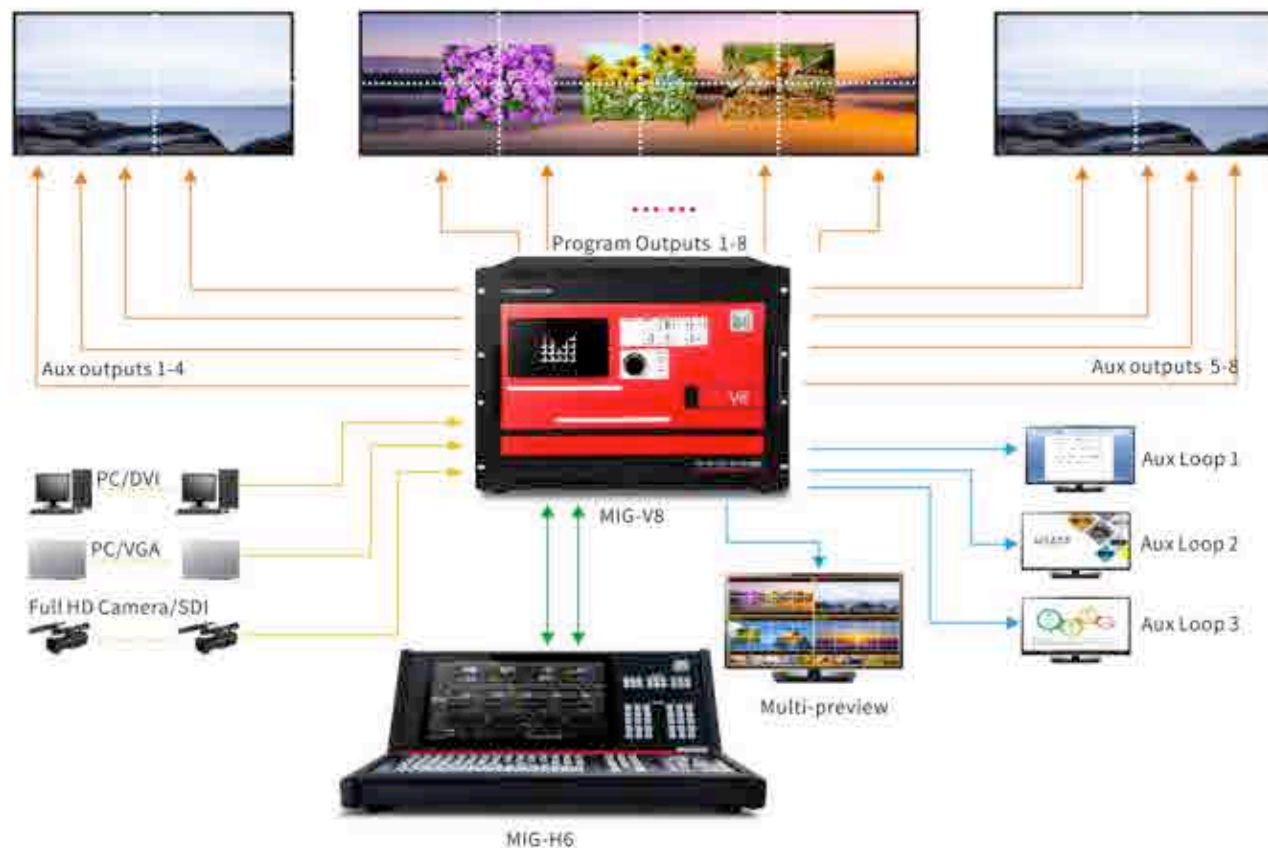 Program Outputs 1-8
Aux outputs 1-4
Aux outputs 5-8
V8
PC/DVI
PC/VGA
Full HD Camera/SDI
MIG-V8
Aux Loop 1
Aux Loop 2
Aux Loop 3
Multi-preview
MIG-H6